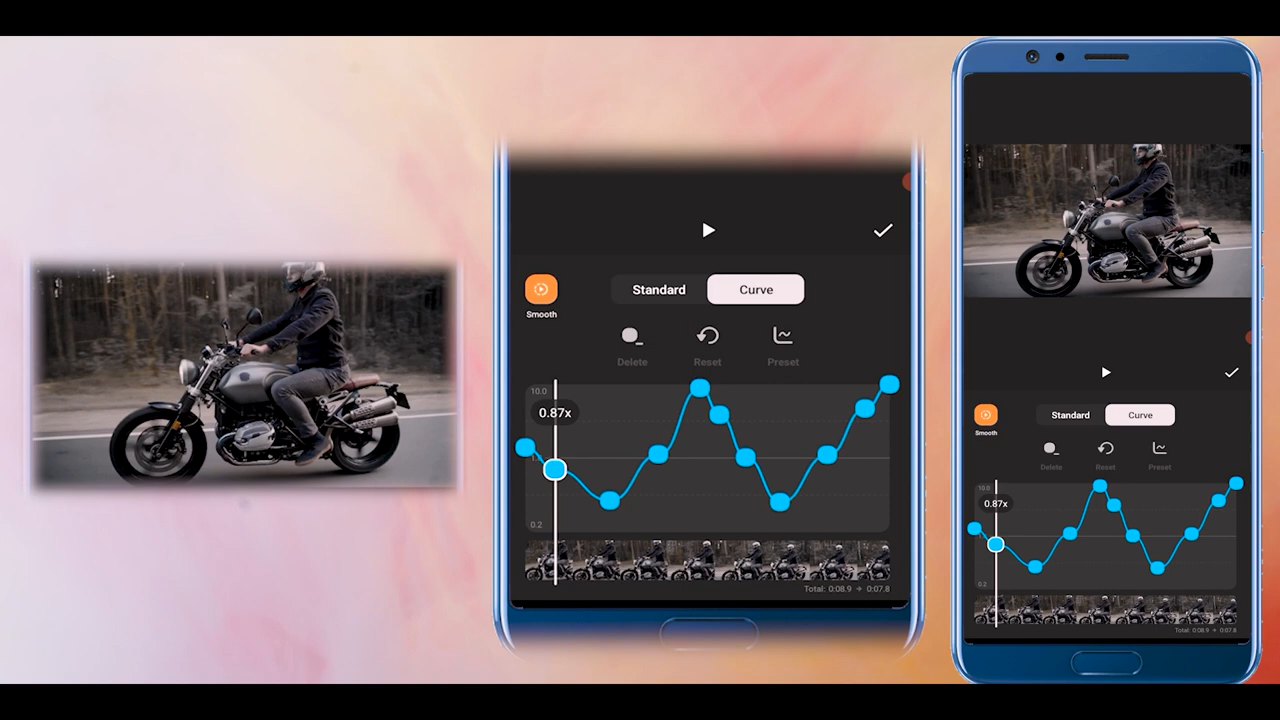 Standard
Curve
Smooth
Delete
Reset
Preset
10.0
0.87x
0.2
Total: 0:08.9 → 0:07.8
Standard
Curve
Smooth
Delete
Reset
Preset
10.0
0.87x
0.2
Total: 0:08.9 → 0:07.8